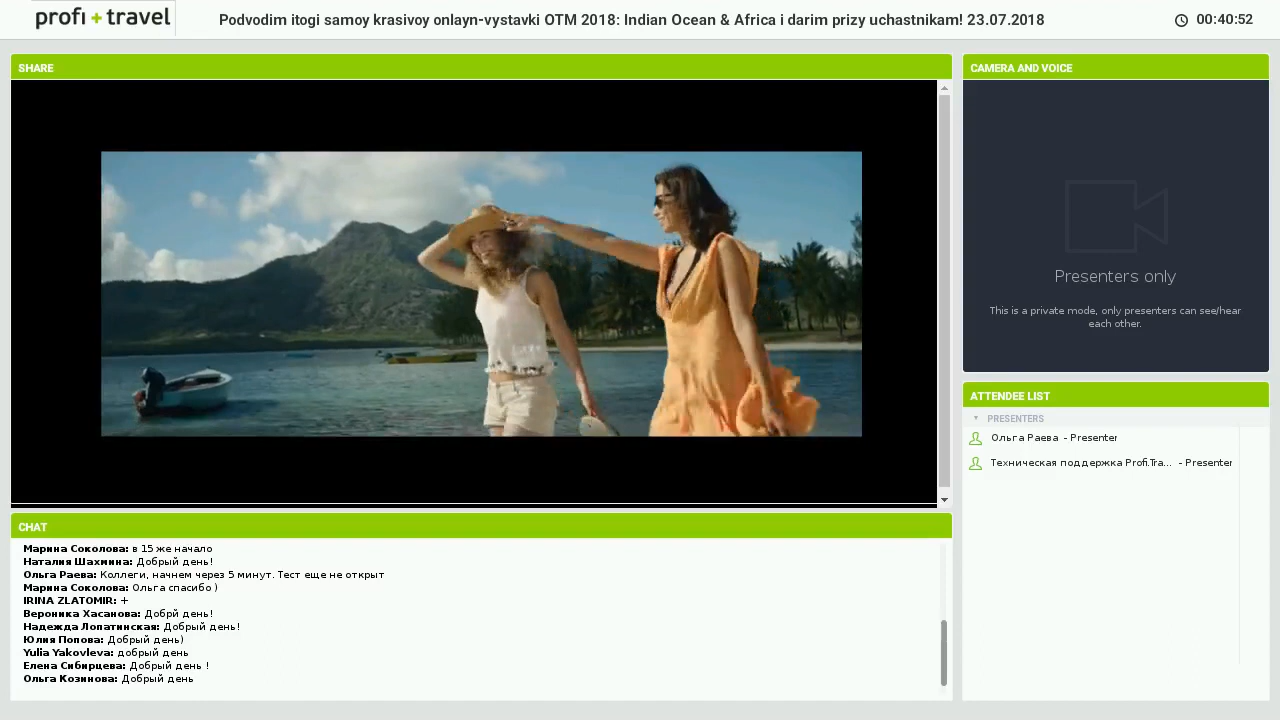 profi + travel
Podvodim itogi samoy krasivoy onlayn-vystavki OTM 2018: Indian Ocean & Africa i darim prizy uchastnikam! 23.07.2018
00:40:52
SHARE
CAMERA AND VOICE
Presenters only
This is a private mode, only presenters can see/hear
each other.
ATTENDEE LIST
PRESENTERS
Ольга Раева - Presenter
Техническая поддержка Profi.Tra... - Presenter
CHAT
Марина Соколова: в 15 же начало
Наталия Шахмина: Добрый день!
Ольга Раева: Коллеги, начнем через 5 минут. Тест еще не открыт
Марина Соколова: Ольга спасибо )
IRINA ZLATOMIR: +
Вероника Хасанова: Добрй день!
Надежда Лопатинская: Добрый день!
Юлия Попова: Добрый день)
Yulia Yakovleva: добрый день
Елена Сибирцева: Добрый день !
Ольга Козинова: Добрый день